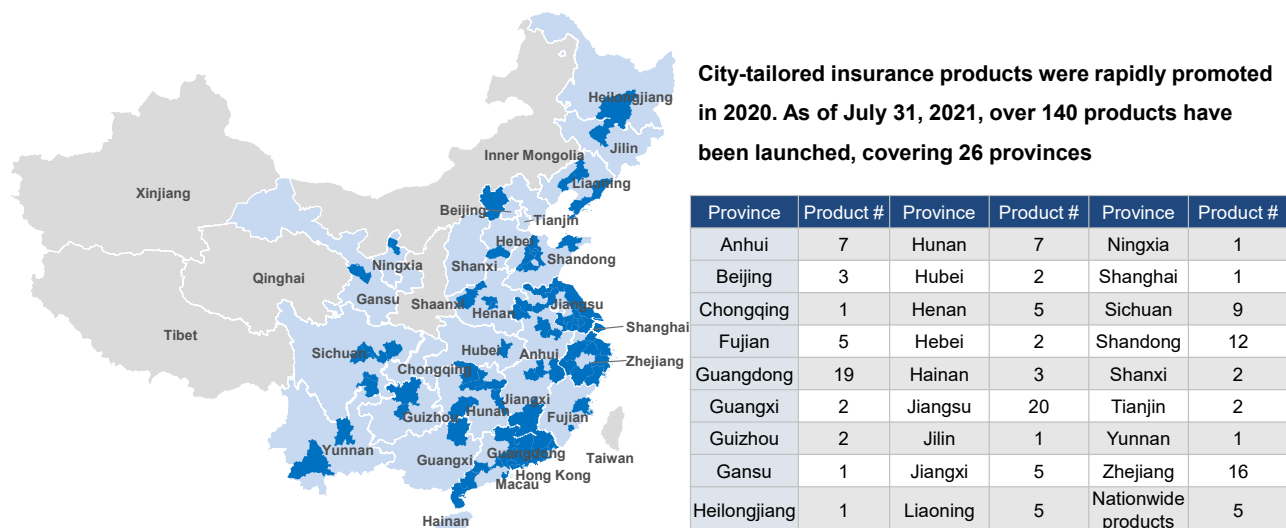 City-tailored insurance products were rapidly promoted
in 2020. As of July 31, 2021, over 140 products have
been launched, covering 26 provinces
Heilongjiang
Jilin
Inner Mongolia
Liaoning
Xinjiang
Beijing
Tianjin
Hebei
Shandong
Ningxia
Shanxi
Qinghai
Gansu
Shaanxi
Henan
Jiangsu
Tibet
Shanghai
Sichuan
Hubei
Anhui
Zhejiang
Chongqing
Jiangxi
Hunan
Guizhou
Fujian
Yunnan
Guangxi
Guangdong
Taiwan
Hong Kong
Macau
Hainan
Province Product # Province Product # Province Product #
Anhui 7 Hunan 7 Ningxia 1
Beijing 3 Hubei 2 Shanghai 1
Chongqing 1 Henan 5 Sichuan 9
Fujian 5 Hebei 2 Shandong 12
Guangdong 19 Hainan 3 Shanxi 2
Guangxi 2 Jiangsu 20 Tianjin 2
Guizhou 2 Jilin 1 Yunnan 1
Gansu 1 Jiangxi 5 Zhejiang 16
Heilongjiang 1 Liaoning 5 Nationwide
products 5